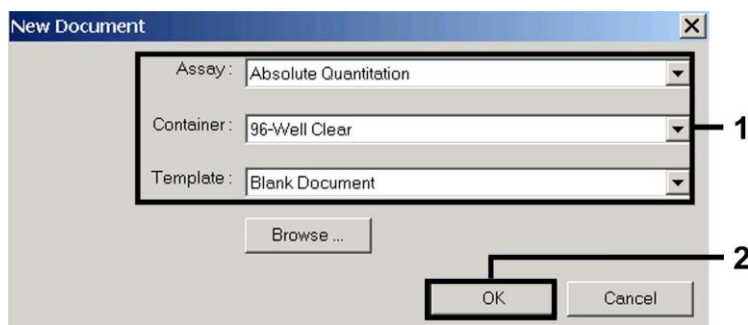 New Document
Assay: Absolute Quantitation
Container: 96-Well Clear
1
Template: Blank Document
Browse ...
2
OK Cancel